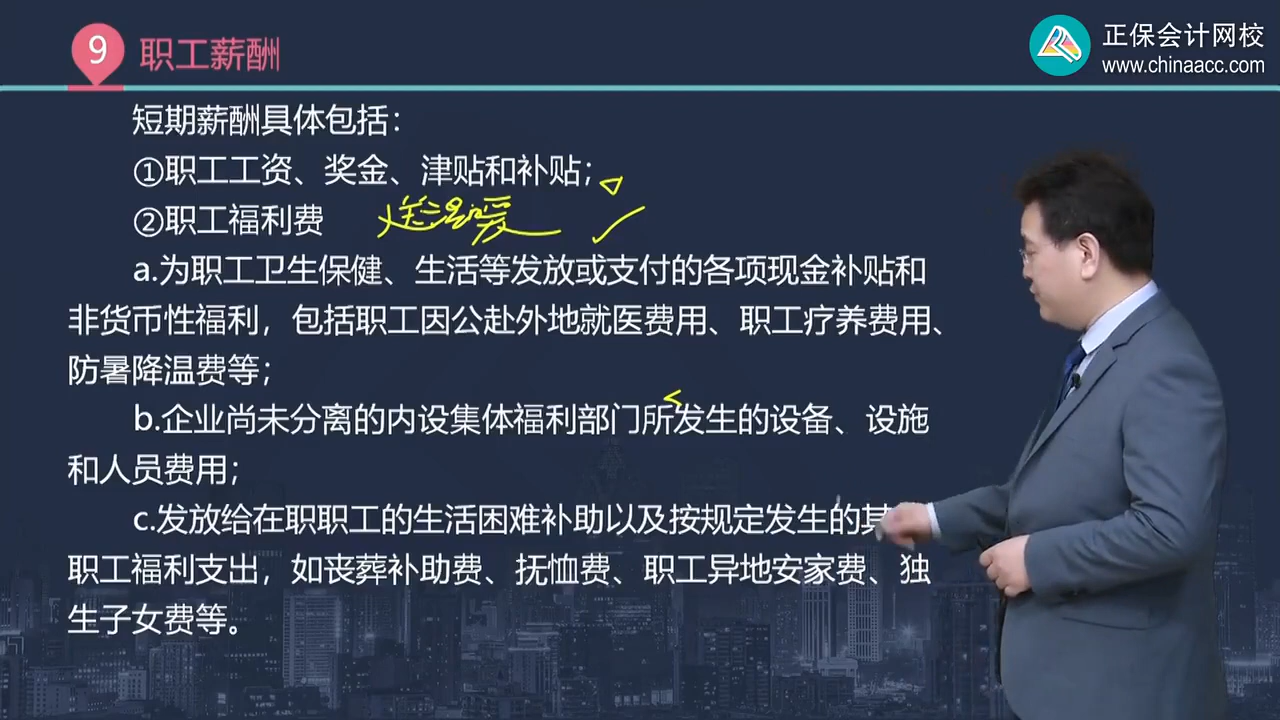 9 职工薪酬
正保会计网校
www.chinaacc.com
短期薪酬具体包括：
①职工工资、奖金、津贴和补贴；
②职工福利费 送温暖
a.为职工卫生保健、生活等发放或支付的各项现金补贴和
非货币性福利，包括职工因公赴外地就医费用、职工疗养费用、
防暑降温费等；
b.企业尚未分离的内设集体福利部门所发生的设备、设施
和人员费用；
c.发放给在职职工的生活困难补助以及按规定发生的其
职工福利支出，如丧葬补助费、抚恤费、职工异地安家费、独
生子女费等。